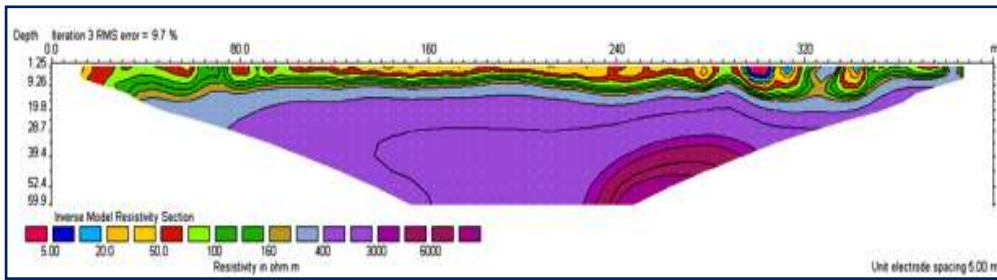 Depth Iteration 3 RMS error = 9.7 %
0.0 80.0 160 240 320 m
1.25
9.26
19.8
28.7
39.4
52.4
59.9
Inverse Model Resistivity Section
5.00 20.0 50.0 100 160 400 3000 6000
Resistivity in ohm.m
Unit electrode spacing 5.00 m